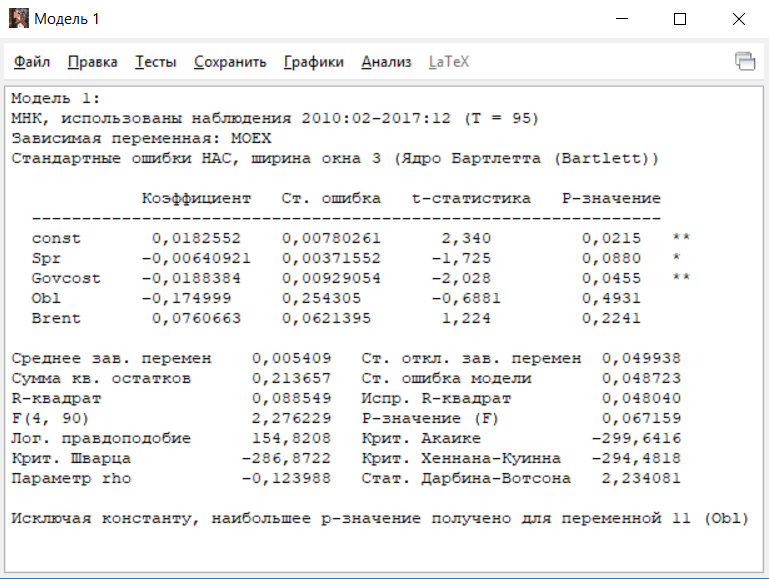 Модель 1
Файл Правка Тесты Сохранить Графики Анализ LaTeX
Модель 1:
МНК, использованы наблюдения 2010:02-2017:12 (T = 95)
Зависимая переменная: MOEX
Стандартные ошибки HAC, ширина окна 3 (Ядро Бартлетта (Bartlett))
Коэффициент Ст. ошибка t-статистика P-значение
-----------------------------------------------------------
const 0,0182552 0,00780261 2,340 0,0215 **
Spr −0,00640921 0,00371552 −1,725 0,0880 *
Govcost −0,0188384 0,00929054 −2,028 0,0455 **
Obl −0,174999 0,254305 −0,6881 0,4931
Brent 0,0760663 0,0621395 1,224 0,2241
Среднее зав. перемен 0,005409 Ст. откл. зав. перемен 0,049938
Сумма кв. остатков 0,213657 Ст. ошибка модели 0,048723
R-квадрат 0,088549 Испр. R-квадрат 0,048040
F(4, 90) 2,276229 P-значение (F) 0,067159
Лог. правдоподобие 154,8208 Крит. Акаике −299,6416
Крит. Шварца −286,8722 Крит. Хеннана-Куинна −294,4818
Параметр rho −0,123988 Стат. Дарбина-Вотсона 2,234081
Исключая константу, наибольшее р-значение получено для переменной 11 (Obl)